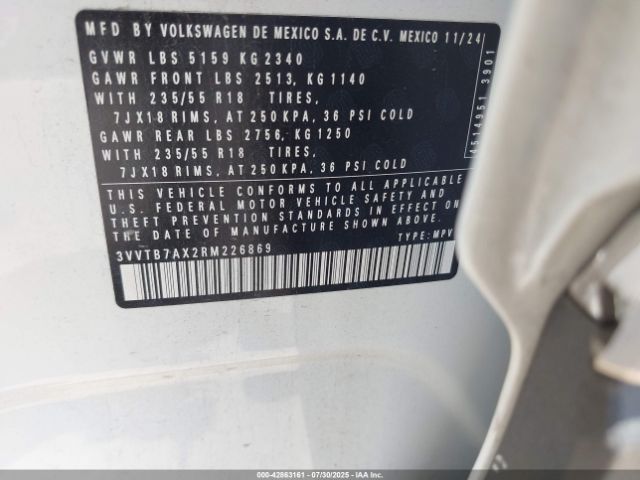 MFD BY VOLKSWAGEN DE MEXICO S.A. DE C.V. MEXICO 11/24
GVWR LBS 5159 KG 2340
GAWR FRONT LBS 2513, KG 1140
WITH 235/55 R18 TIRES,
7JX18 RIMS, AT 250 KPA, 36 PSI COLD
GAWR REAR LBS 2756, KG 1250
WITH 235/55 R18 TIRES,
7JX18 RIMS, AT 250 KPA, 36 PSI COLD
THIS VEHICLE CONFORMS TO ALL APPLICABLE
U.S. FEDERAL MOTOR VEHICLE SAFETY AND
THEFT PREVENTION STANDARDS IN EFFECT ON
THE DATE OF MANUFACTURE SHOWN ABOVE.
3VVTB7AX2RM226869 TYPE: MPV
4514951 3901
000-42863161 - 07/30/2025 - IAAI.com